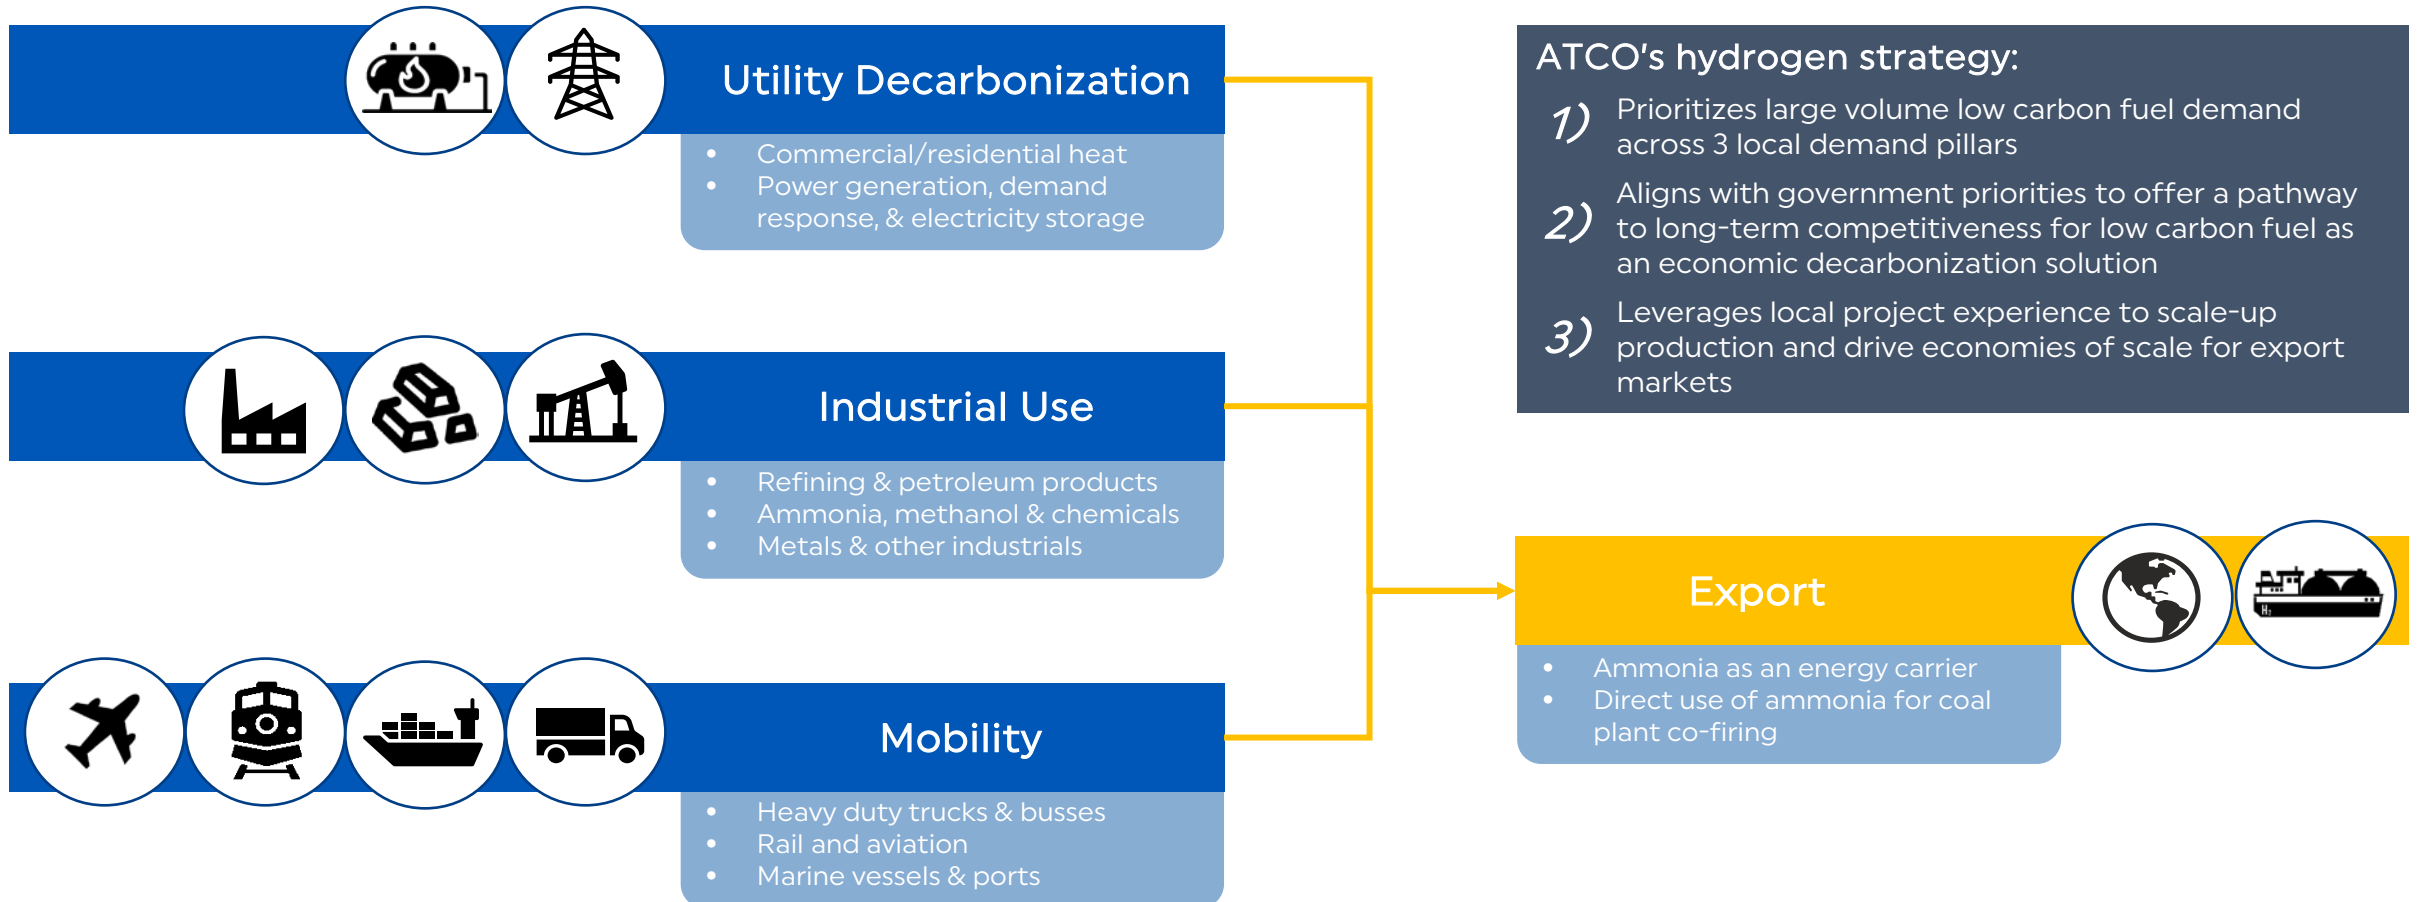 Utility Decarbonization
• Commercial/residential heat
• Power generation, demand
response, & electricity storage
Industrial Use
• Refining & petroleum products
• Ammonia, methanol & chemicals
• Metals & other industrials
Mobility
• Heavy duty trucks & busses
• Rail and aviation
• Marine vessels & ports
ATCO's hydrogen strategy:
1) Prioritizes large volume low carbon fuel demand
across 3 local demand pillars
2) Aligns with government priorities to offer a pathway
to long-term competitiveness for low carbon fuel as
an economic decarbonization solution
3) Leverages local project experience to scale-up
production and drive economies of scale for export
markets
Export
H₂
• Ammonia as an energy carrier
• Direct use of ammonia for coal
plant co-firing